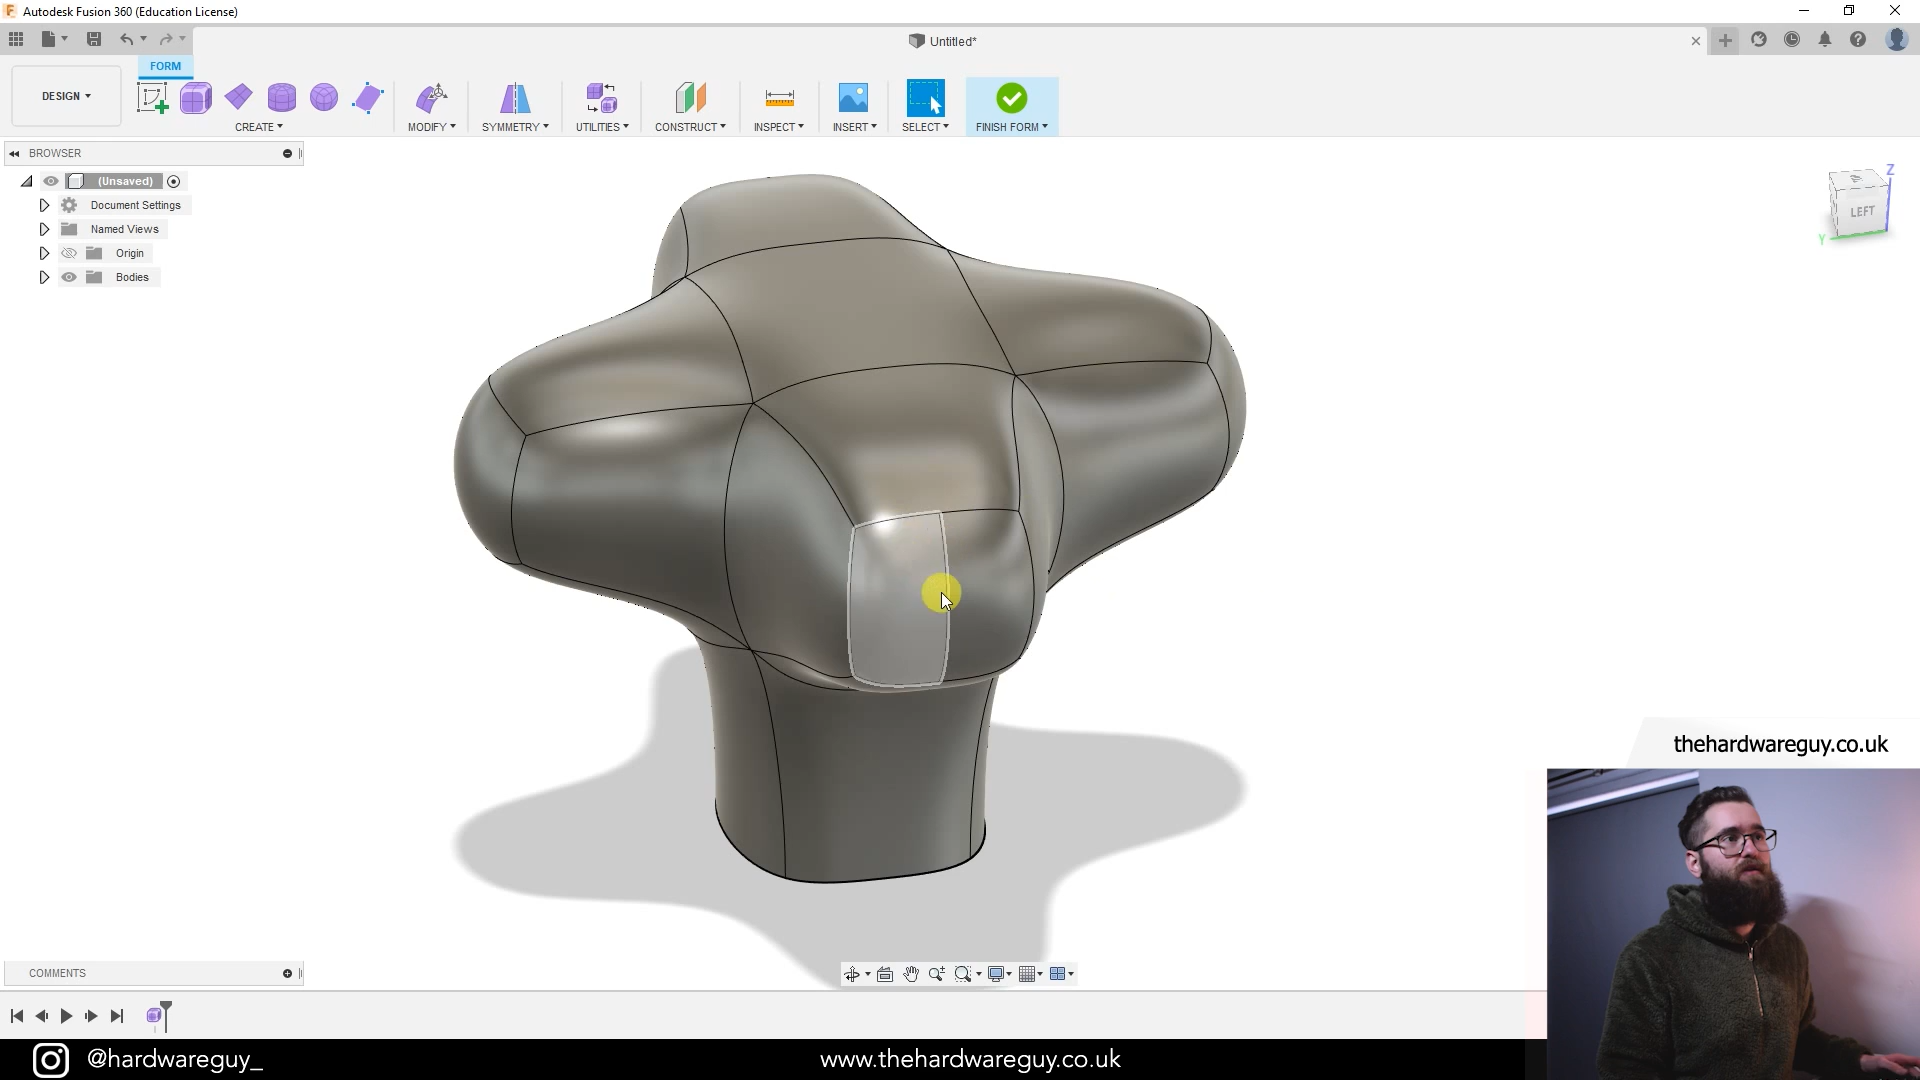 Autodesk Fusion 360 (Education License)
Untitled*
FORM
DESIGN
CREATE
MODIFY
SYMMETRY
UTILITIES
CONSTRUCT
INSPECT
INSERT
SELECT
FINISH FORM
BROWSER
(Unsaved)
Document Settings
Named Views
Origin
Bodies
Z
LEFT
Y
thehardwareguy.co.uk
COMMENTS
@hardwareguy_
www.thehardwareguy.co.uk